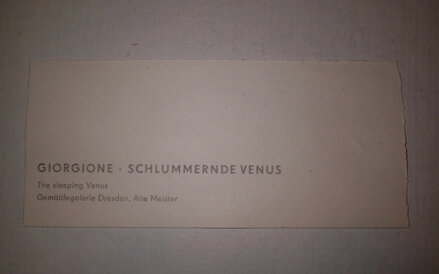 GIORGIONE · SCHLUMMERNDE VENUS
The sleeping Venus
Gemäldegalerie Dresden, Alte Meister